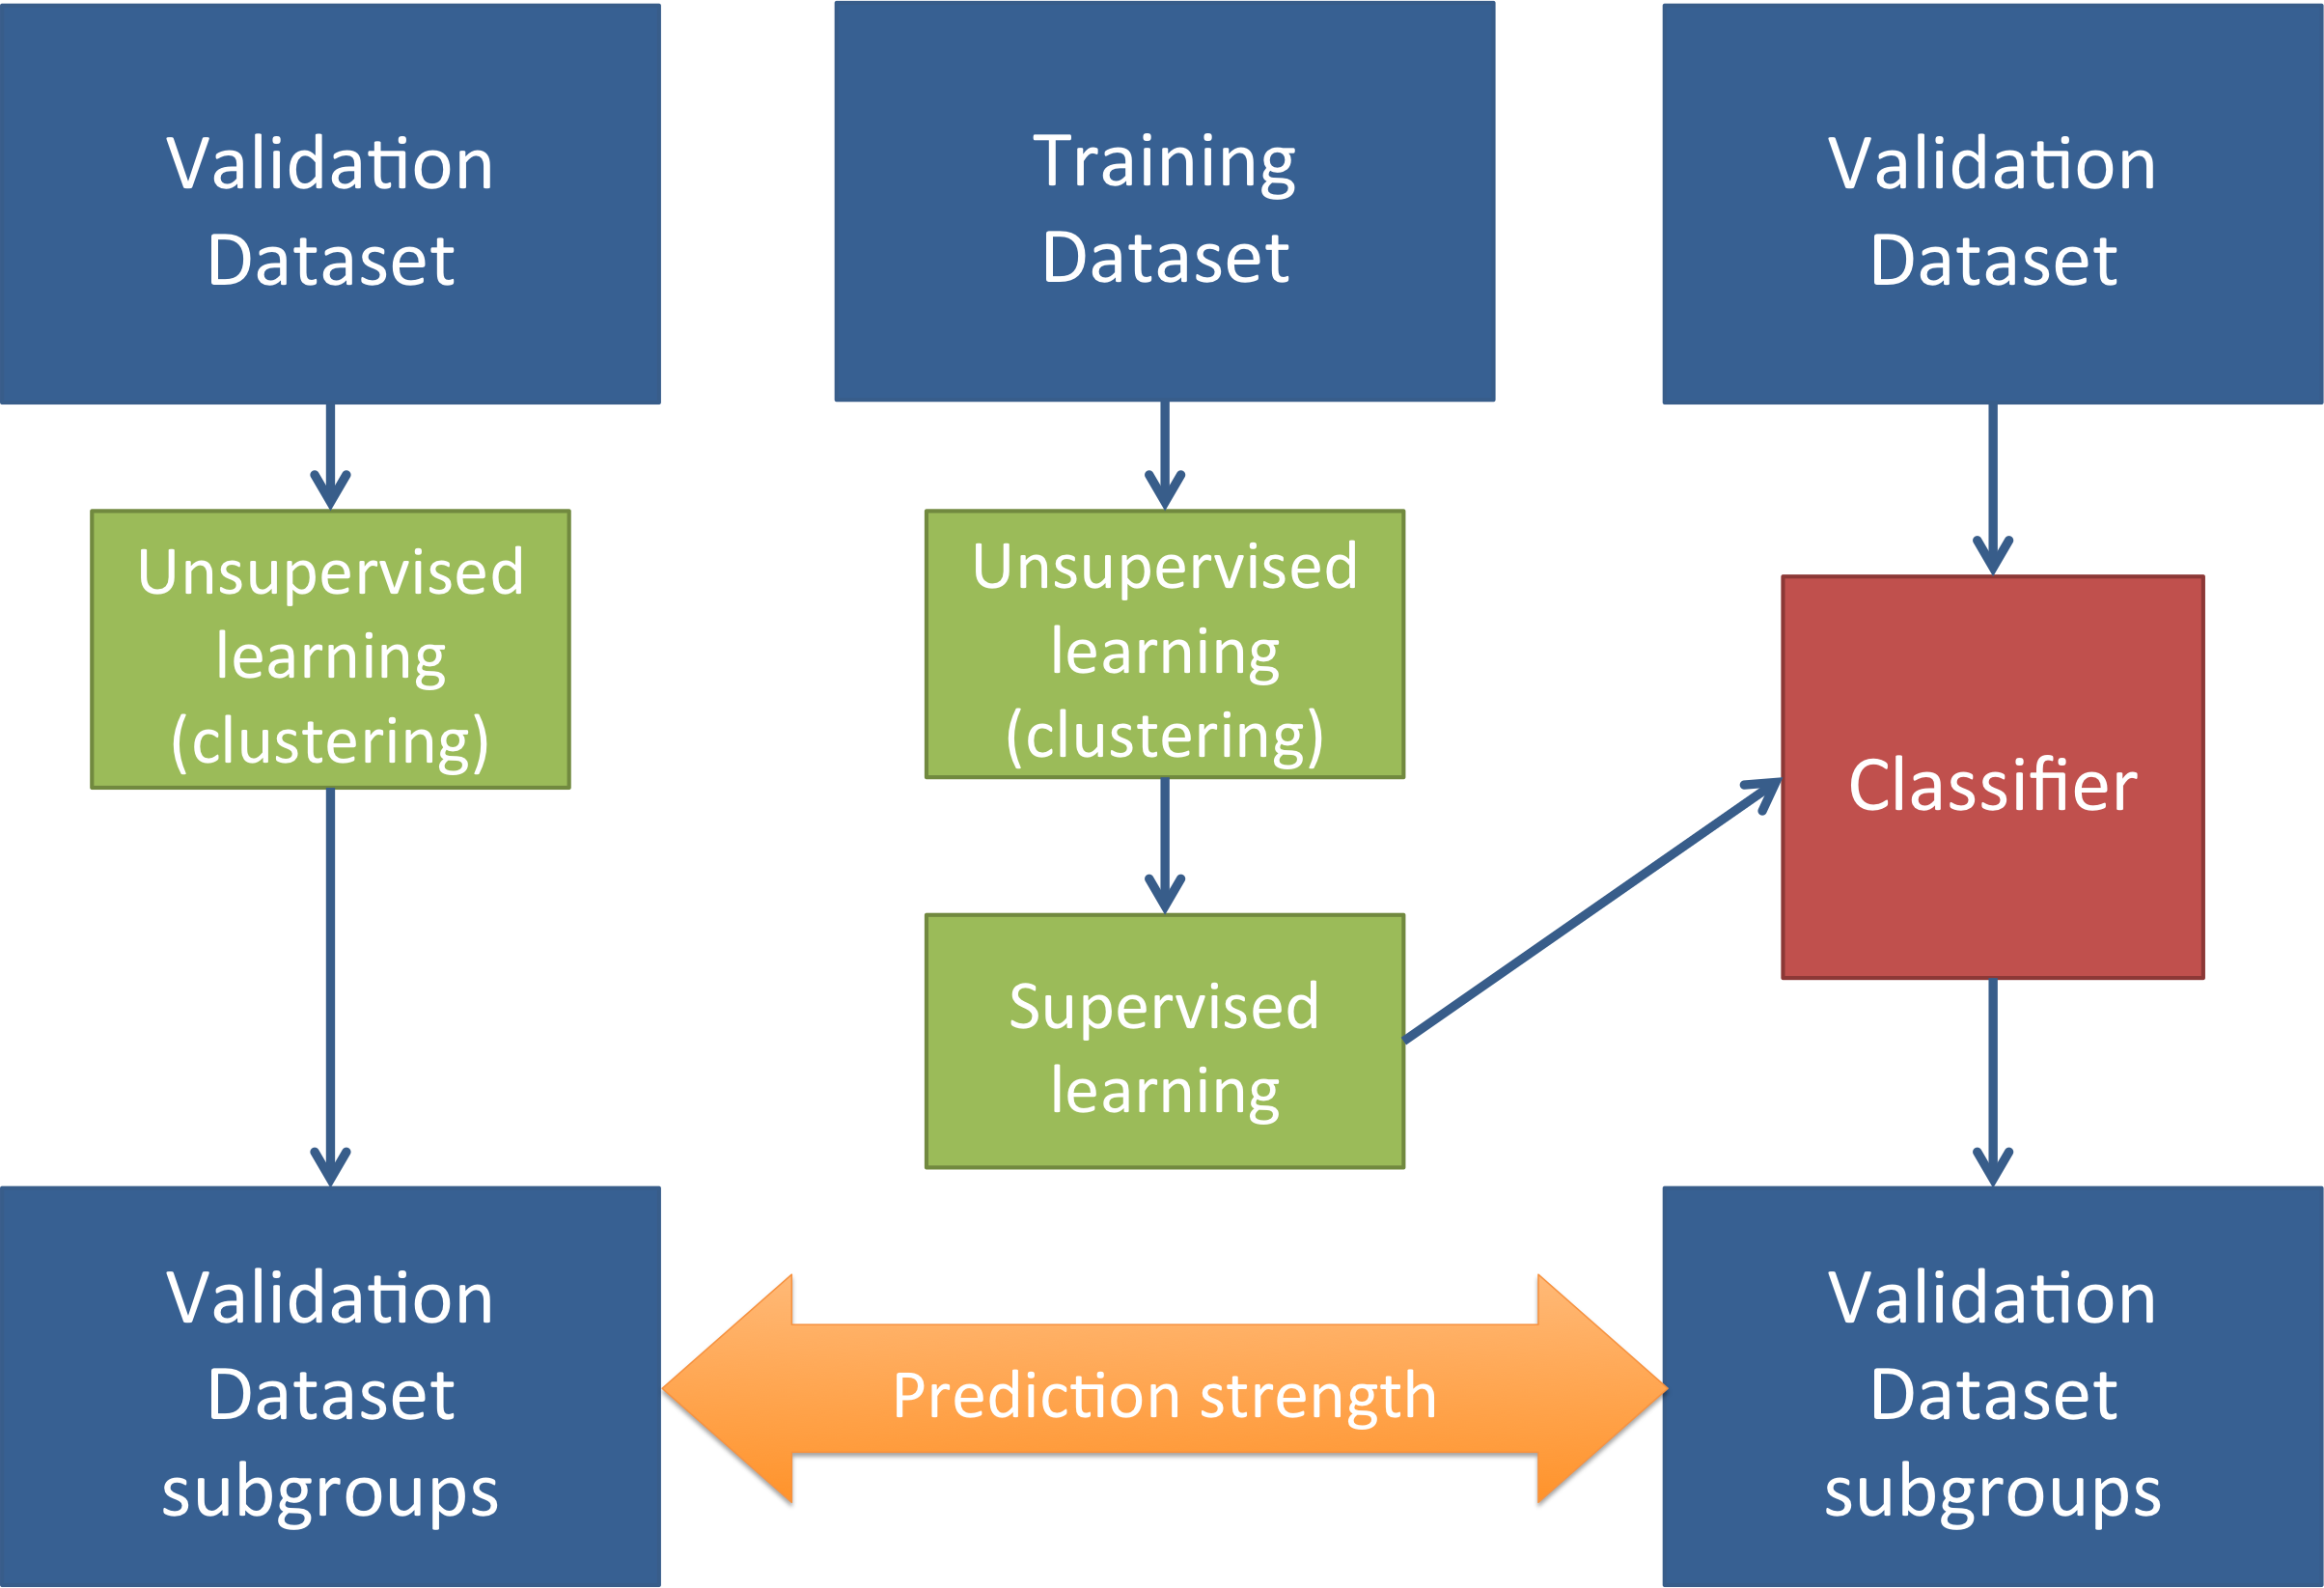 Validation
Dataset
Training
Dataset
Validation
Dataset
Unsupervised
learning
(clustering)
Unsupervised
learning
(clustering)
Classifier
Supervised
learning
Validation
Dataset
subgroups
Prediction strength
Validation
Dataset
subgroups